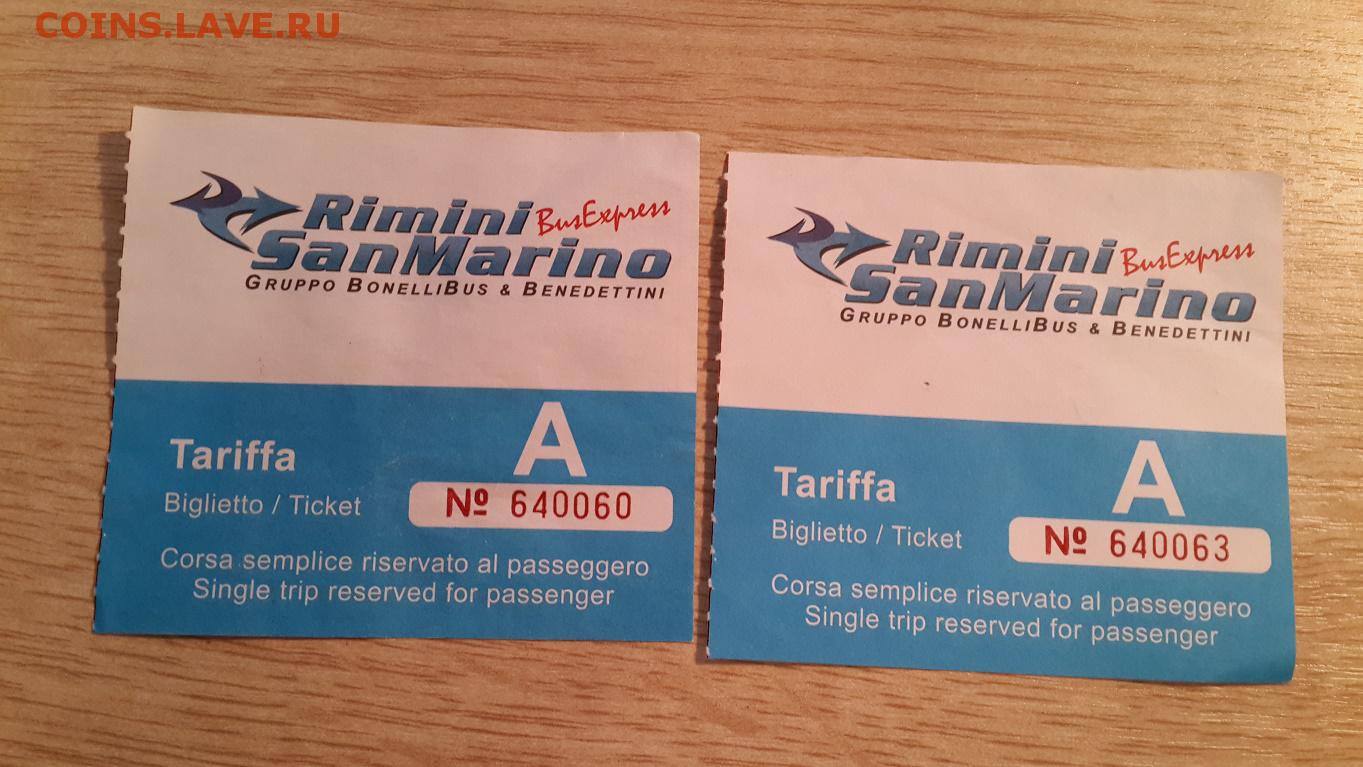 COINS.LAVE.RU
Rimini BusExpress
SanMarino
GRUPPO BONELLIBUS & BENEDETTINI
A
Tariffa
Biglietto / Ticket
Nº 640060
Corsa semplice riservato al passeggero
Single trip reserved for passenger
Rimini BusExpress
SanMarino
GRUPPO BONELLIBUS & BENEDETTINI
A
Tariffa
Biglietto / Ticket
Nº 640063
Corsa semplice riservato al passeggero
Single trip reserved for passenger